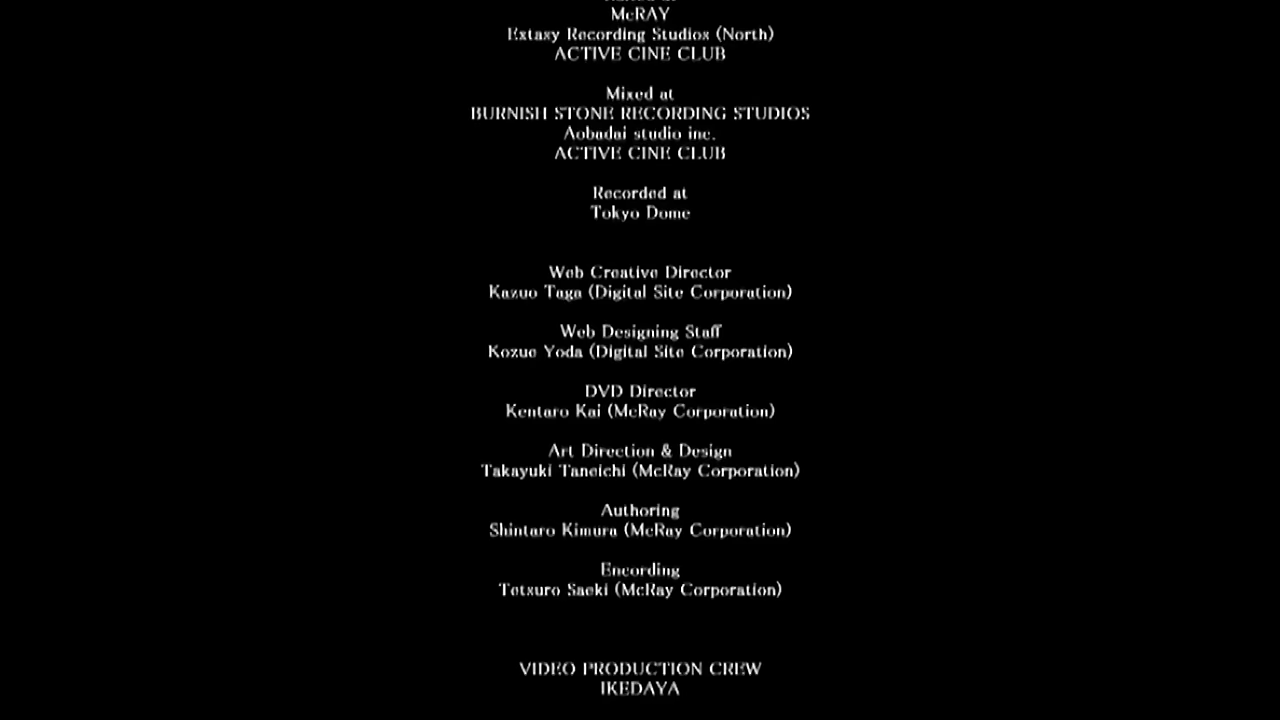 McRAY
Extasy Recording Studios (North)
ACTIVE CINE CLUB
Mixed at
BURNISH STONE RECORDING STUDIOS
Aobadai studio inc.
ACTIVE CINE CLUB
Recorded at
Tokyo Dome
Web Creative Director
Kazuo Taga (Digital Site Corporation)
Web Designing Staff
Kozue Yoda (Digital Site Corporation)
DVD Director
Kentaro Kai (McRay Corporation)
Art Direction & Design
Takayuki Taneichi (McRay Corporation)
Authoring
Shintaro Kimura (McRay Corporation)
Encording
Tetsuro Saeki (McRay Corporation)
VIDEO PRODUCTION CREW
IKEDAYA